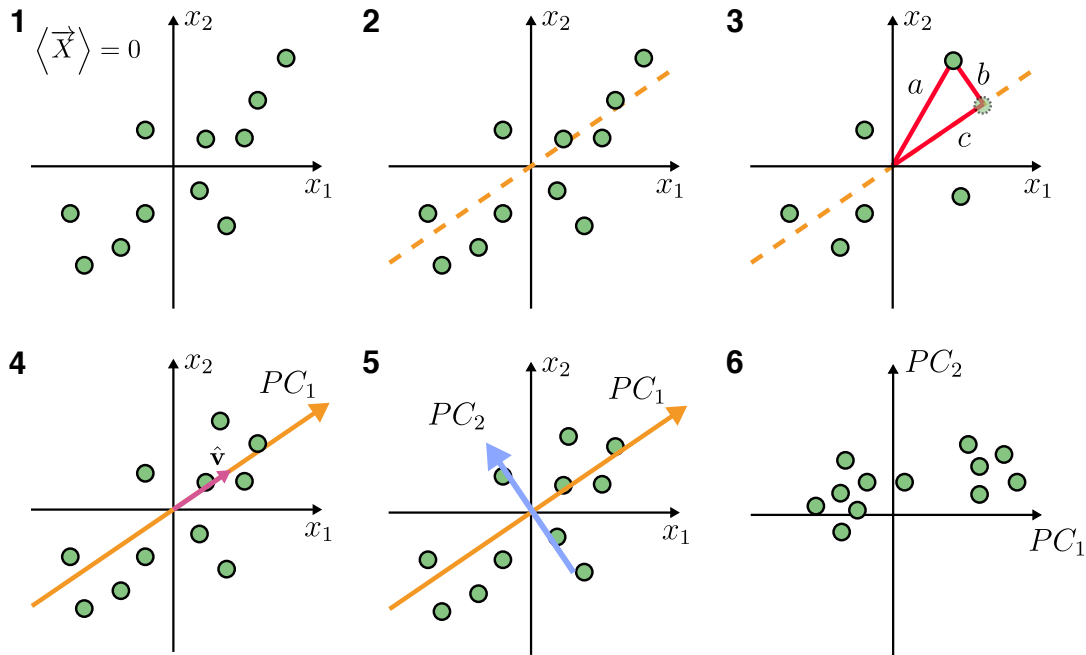 1
x₂
⟨X⃗⟩ = 0
x₁
2
x₂
x₁
3
x₂
a
b
c
x₁
4
x₂
PC₁
v̂
x₁
5
x₂
PC₁
PC₂
x₁
6
PC₂
PC₁